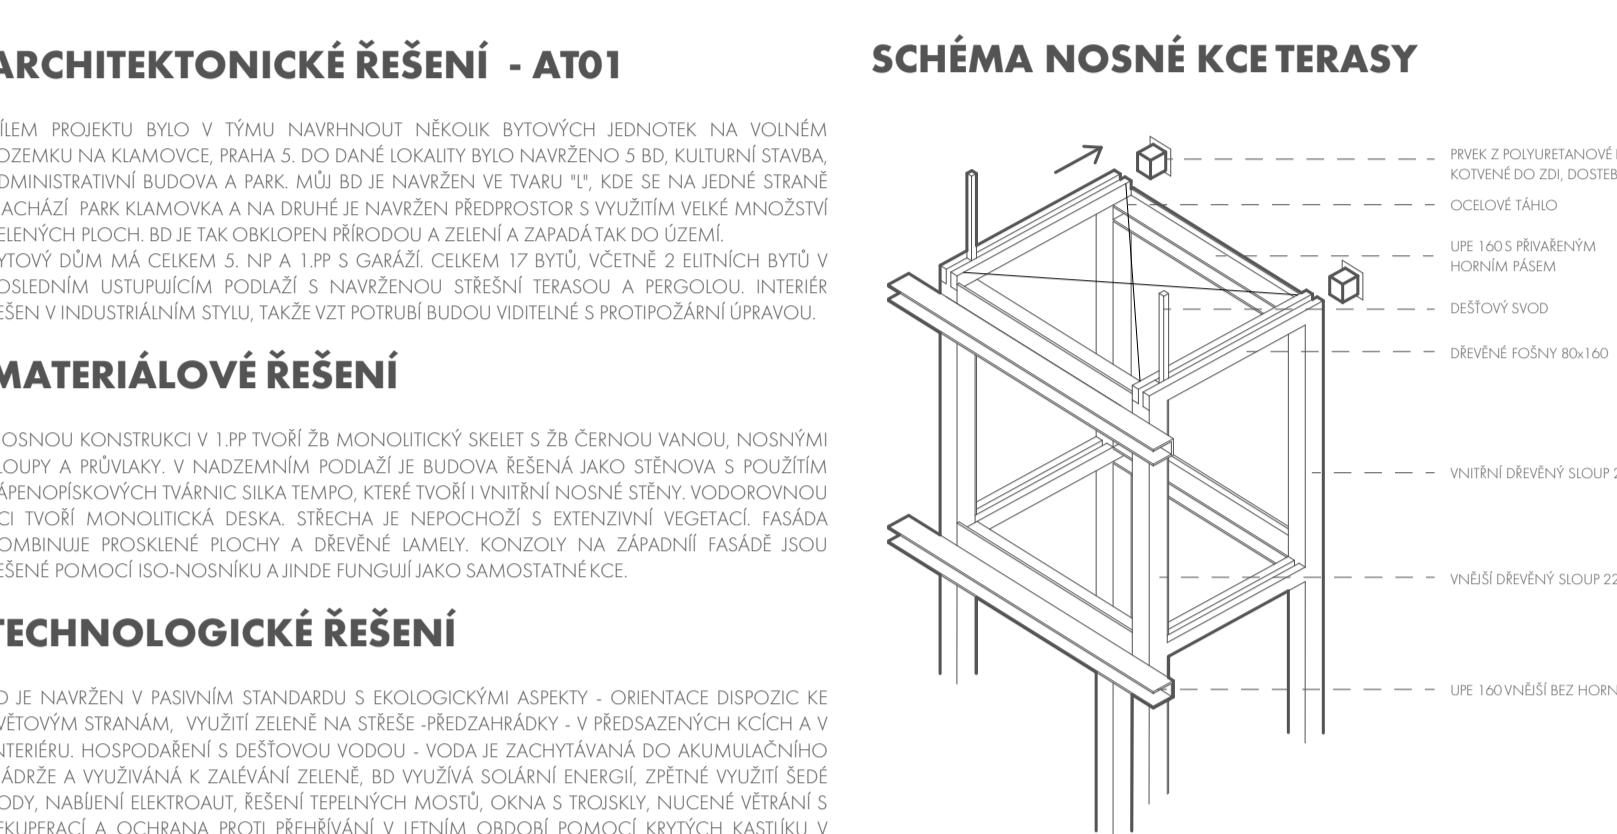 ARCHITEKTONICKÉ ŘEŠENÍ - AT01
ÍLEM PROJEKTU BYLO V TÝMU NAVRHNOUT NĚKOLIK BYTOVÝCH JEDNOTEK NA VOLNÉM
OZEMKU NA KLAMOVCE, PRAHA 5. DO DANÉ LOKALITY BYLO NAVRŽENO 5 BD, KULTURNÍ STAVBA,
DMINISTRATIVNÍ BUDOVA A PARK. MŮJ BD JE NAVRŽEN VE TVARU "L", KDE SE NA JEDNÉ STRANĚ
ACHÁZÍ PARK KLAMOVKA A NA DRUHÉ JE NAVRŽEN PŘEDPROSTOR S VYUŽITÍM VELKÉ MNOŽSTVÍ
ELENÝCH PLOCH. BD JE TAK OBKLOPEN PŘÍRODOU A ZELENÍ A ZAPADÁ TAK DO ÚZEMÍ.
YTOVÝ DŮM MÁ CELKEM 5. NP A 1.PP S GARÁŽÍ. CELKEM 17 BYTŮ, VČETNĚ 2 ELITNÍCH BYTŮ V
OSLEDNÍM USTUPUJÍCÍM PODLAŽÍ S NAVRŽENOU STŘEŠNÍ TERASOU A PERGOLOU. INTERIÉR
EŠEN V INDUSTRIÁLNÍM STYLU, TAKŽE VZT POTRUBÍ BUDOU VIDITELNÉ S PROTIPOŽÁRNÍ ÚPRAVOU.
MATERIÁLOVÉ ŘEŠENÍ
OSNOU KONSTRUKCI V 1.PP TVOŘÍ ŽB MONOLITICKÝ SKELET S ŽB ČERNOU VANOU, NOSNÝMI
LOUPY A PRŮVLAKY. V NADZEMNÍM PODLAŽÍ JE BUDOVA ŘEŠENÁ JAKO STĚNOVA S POUŽÍTÍM
ÁPENOPÍSKOVÝCH TVÁRNIC SILKA TEMPO, KTERÉ TVOŘÍ I VNITŘNÍ NOSNÉ STĚNY. VODOROVNOU
CI TVOŘÍ MONOLITICKÁ DESKA. STŘECHA JE NEPOCHOŽÍ S EXTENZIVNÍ VEGETACÍ. FASÁDA
OMBINUJE PROSKLENÉ PLOCHY A DŘEVĚNÉ LAMELY. KONZOLY NA ZÁPADNÍÍ FASÁDĚ JSOU
EŠENÉ POMOCÍ ISO-NOSNÍKU A JINDE FUNGUJÍ JAKO SAMOSTATNÉ KCE.
TECHNOLOGICKÉ ŘEŠENÍ
D JE NAVRŽEN V PASIVNÍM STANDARDU S EKOLOGICKÝMI ASPEKTY - ORIENTACE DISPOZIC KE
VĚTOVÝM STRANÁM, VYUŽITÍ ZELENĚ NA STŘEŠE -PŘEDZAHRÁDKY - V PŘEDSAZENÝCH KCÍCH A V
NTERIÉRU. HOSPODAŘENÍ S DEŠŤOVOU VODOU - VODA JE ZACHYTÁVANÁ DO AKUMULAČNÍHO
ÁDRŽE A VYUŽIVÁNÁ K ZALÉVÁNÍ ZELENĚ, BD VYUŽÍVÁ SOLÁRNÍ ENERGIÍ, ZPĚTNÉ VYUŽITÍ ŠEDÉ
ODY, NABÍJENÍ ELEKTROAUT, ŘEŠENÍ TEPELNÝCH MOSTŮ, OKNA S TROJSKLY, NUCENÉ VĚTRÁNÍ S
EKUPERACÍ A OCHRANA PROTI PŘEHŘÍVÁNÍ V LETNÍM OBDOBÍ POMOCÍ KRYTÝCH KASTLÍKU V
SCHÉMA NOSNÉ KCE TERASY
PRVEK Z POLYURETANOVÉ
KOTVENÉ DO ZDI, DOSTEB
OCELOVÉ TÁHLO
UPE 160 S PŘIVAŘENÝM
HORNÍM PÁSEM
DEŠŤOVÝ SVOD
DŘEVĚNÉ FOŠNY 80x160
VNITŘNÍ DŘEVĚNÝ SLOUP 2
VNĚJŠÍ DŘEVĚNÝ SLOUP 22
UPE 160 VNĚJŠÍ BEZ HORN